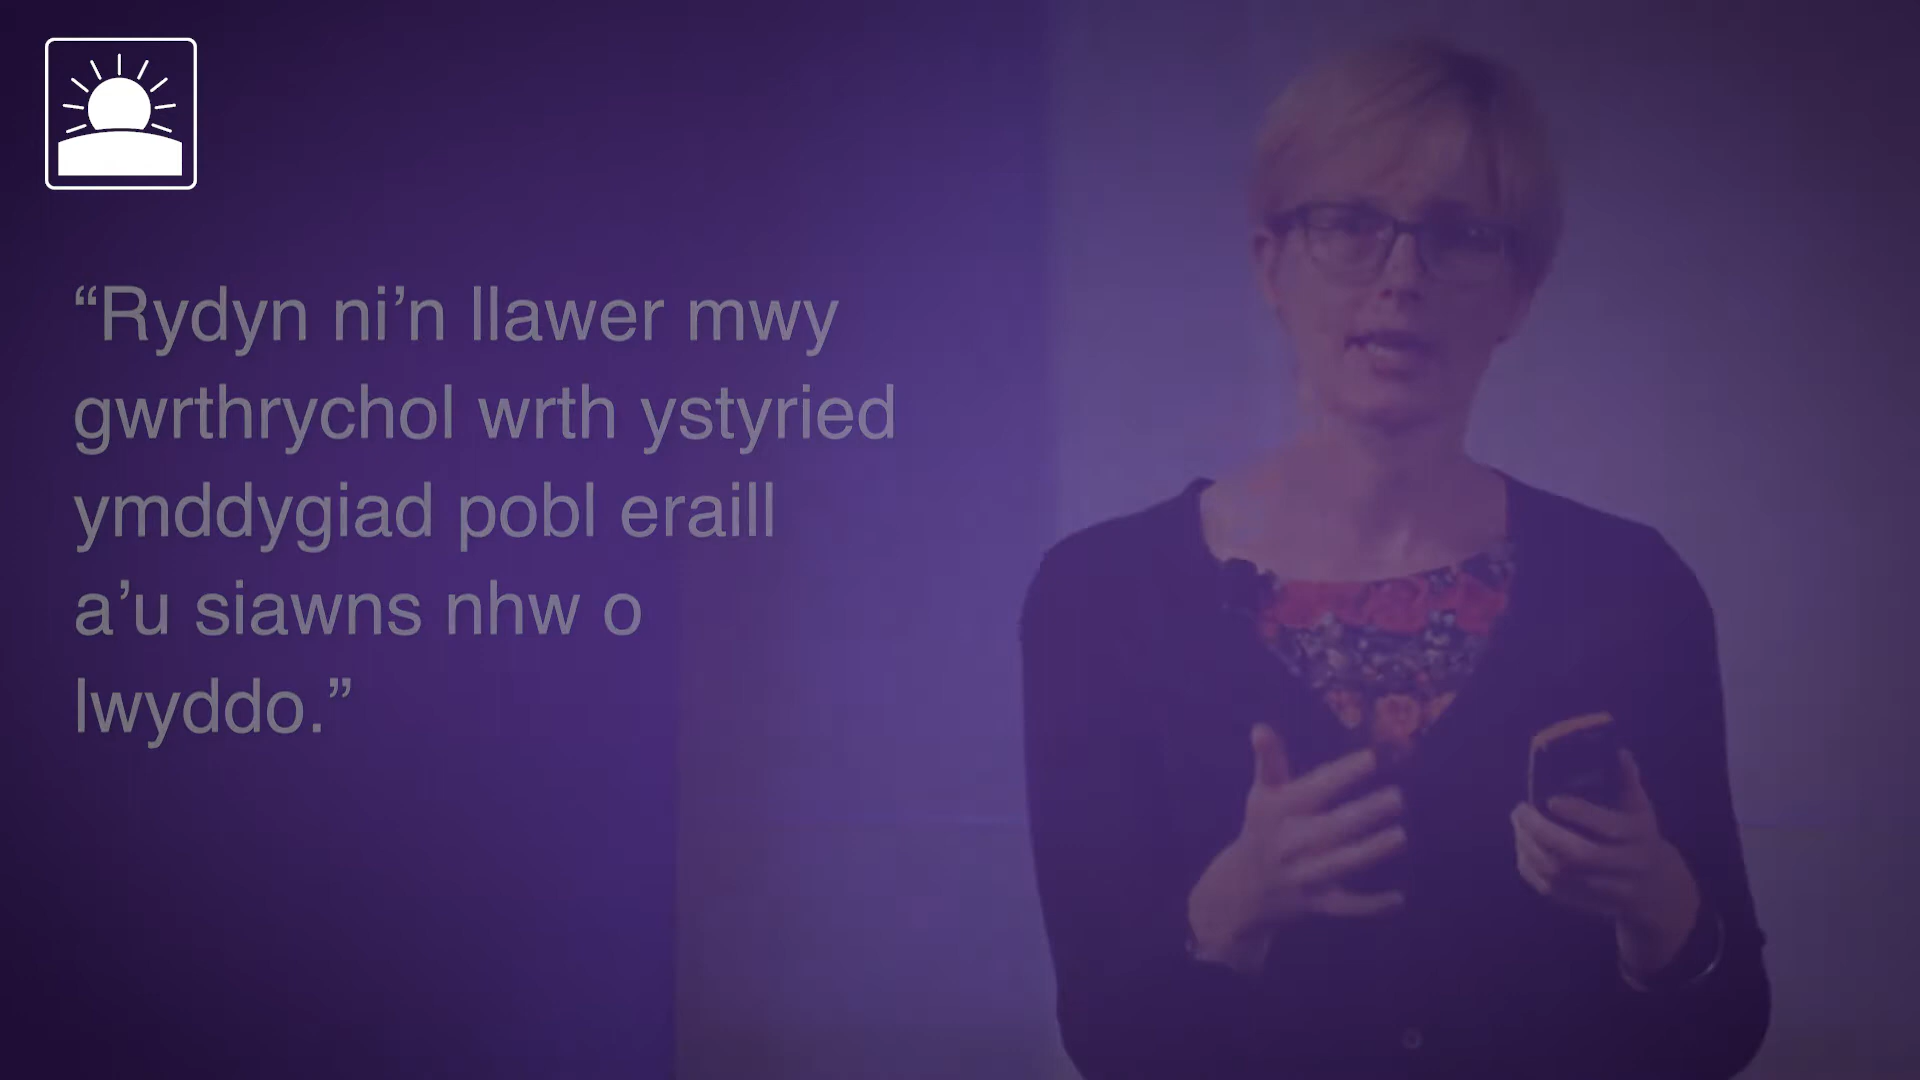 “Rydyn ni’n llawer mwy
gwrthrychol wrth ystyried
ymddygiad pobl eraill
a’u siawns nhw o
lwyddo.”